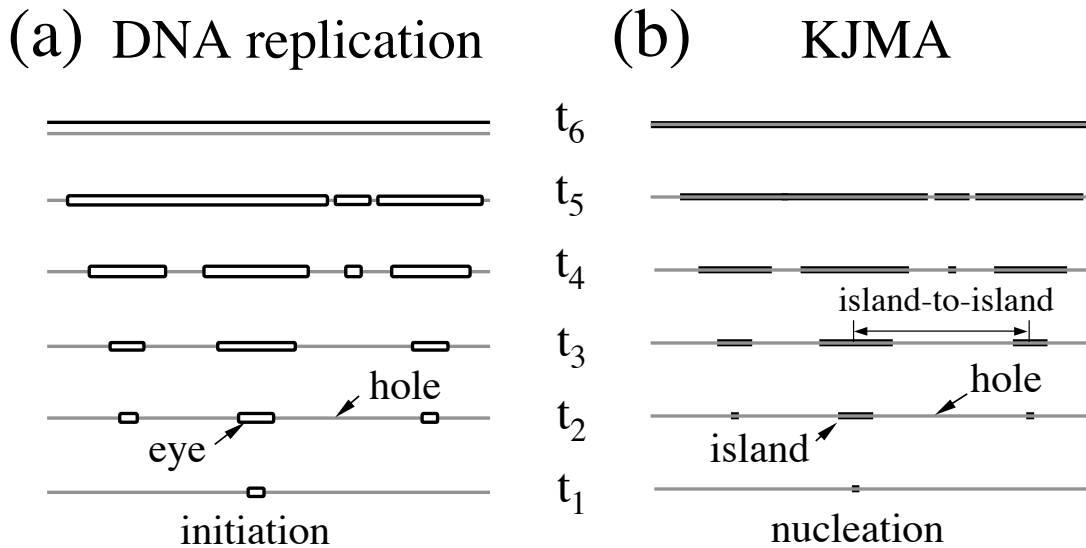 (a) DNA replication
(b) KJMA
t6
t5
t4
island-to-island
t3
hole
hole
t2
eye
island
t1
initiation
nucleation